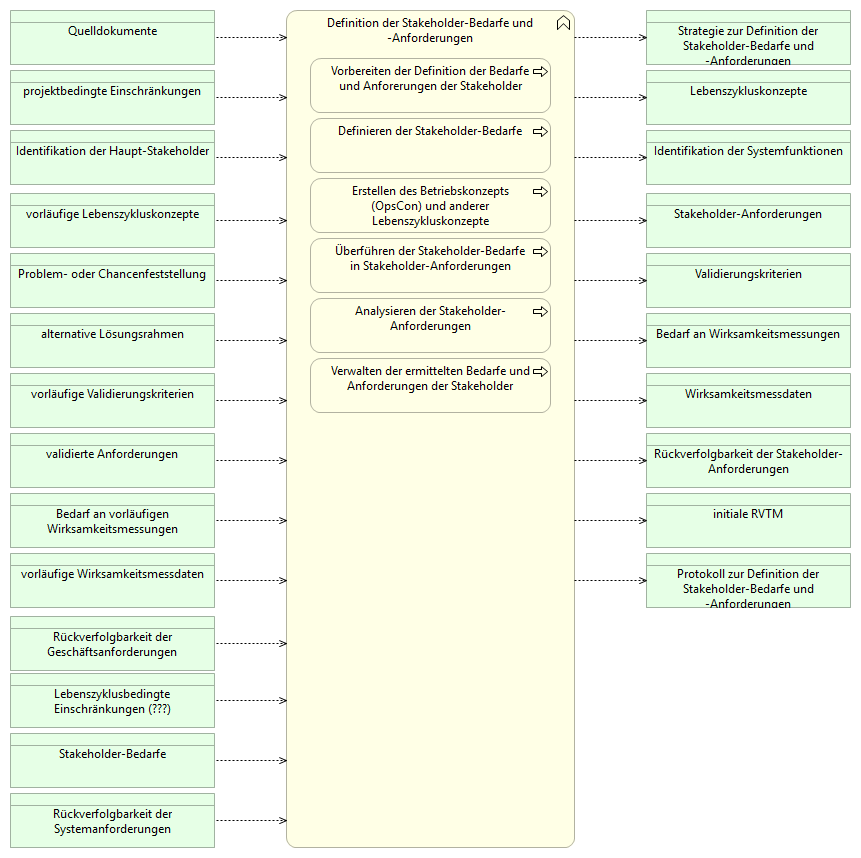 Quelldokumente
projektbedingte Einschränkungen
Identifikation der Haupt-Stakeholder
vorläufige Lebenszykluskonzepte
Problem- oder Chancenfeststellung
alternative Lösungsrahmen
vorläufige Validierungskriterien
validierte Anforderungen
Bedarf an vorläufigen
Wirksamkeitsmessungen
vorläufige Wirksamkeitsmessdaten
Rückverfolgbarkeit der
Geschäftsanforderungen
Lebenszyklusbedingte
Einschränkungen (???)
Stakeholder-Bedarfe
Rückverfolgbarkeit der
Systemanforderungen
Definition der Stakeholder-Bedarfe und
-Anforderungen
Vorbereiten der Definition der Bedarfe
und Anforerungen der Stakeholder
Definieren der Stakeholder-Bedarfe
Erstellen des Betriebskonzepts
(OpsCon) und anderer
Lebenszykluskonzepte
Überführen der Stakeholder-Bedarfe
in Stakeholder-Anforderungen
Analysieren der Stakeholder-
Anforderungen
Verwalten der ermittelten Bedarfe und
Anforderungen der Stakeholder
Strategie zur Definition der
Stakeholder-Bedarfe und
-Anforderungen
Lebenszykluskonzepte
Identifikation der Systemfunktionen
Stakeholder-Anforderungen
Validierungskriterien
Bedarf an Wirksamkeitsmessungen
Wirksamkeitsmessdaten
Rückverfolgbarkeit der Stakeholder-
Anforderungen
initiale RVTM
Protokoll zur Definition der
Stakeholder-Bedarfe und
-Anforderungen